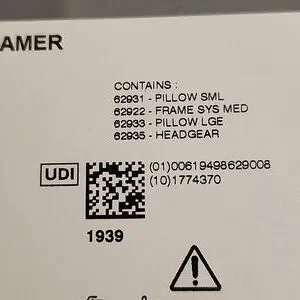 AMER
CONTAINS :
62931 - PILLOW SML
62922 - FRAME SYS MED
62933 - PILLOW LGE
62935 - HEADGEAR
UDI
(01)00619498629008
(10)1774370
1939